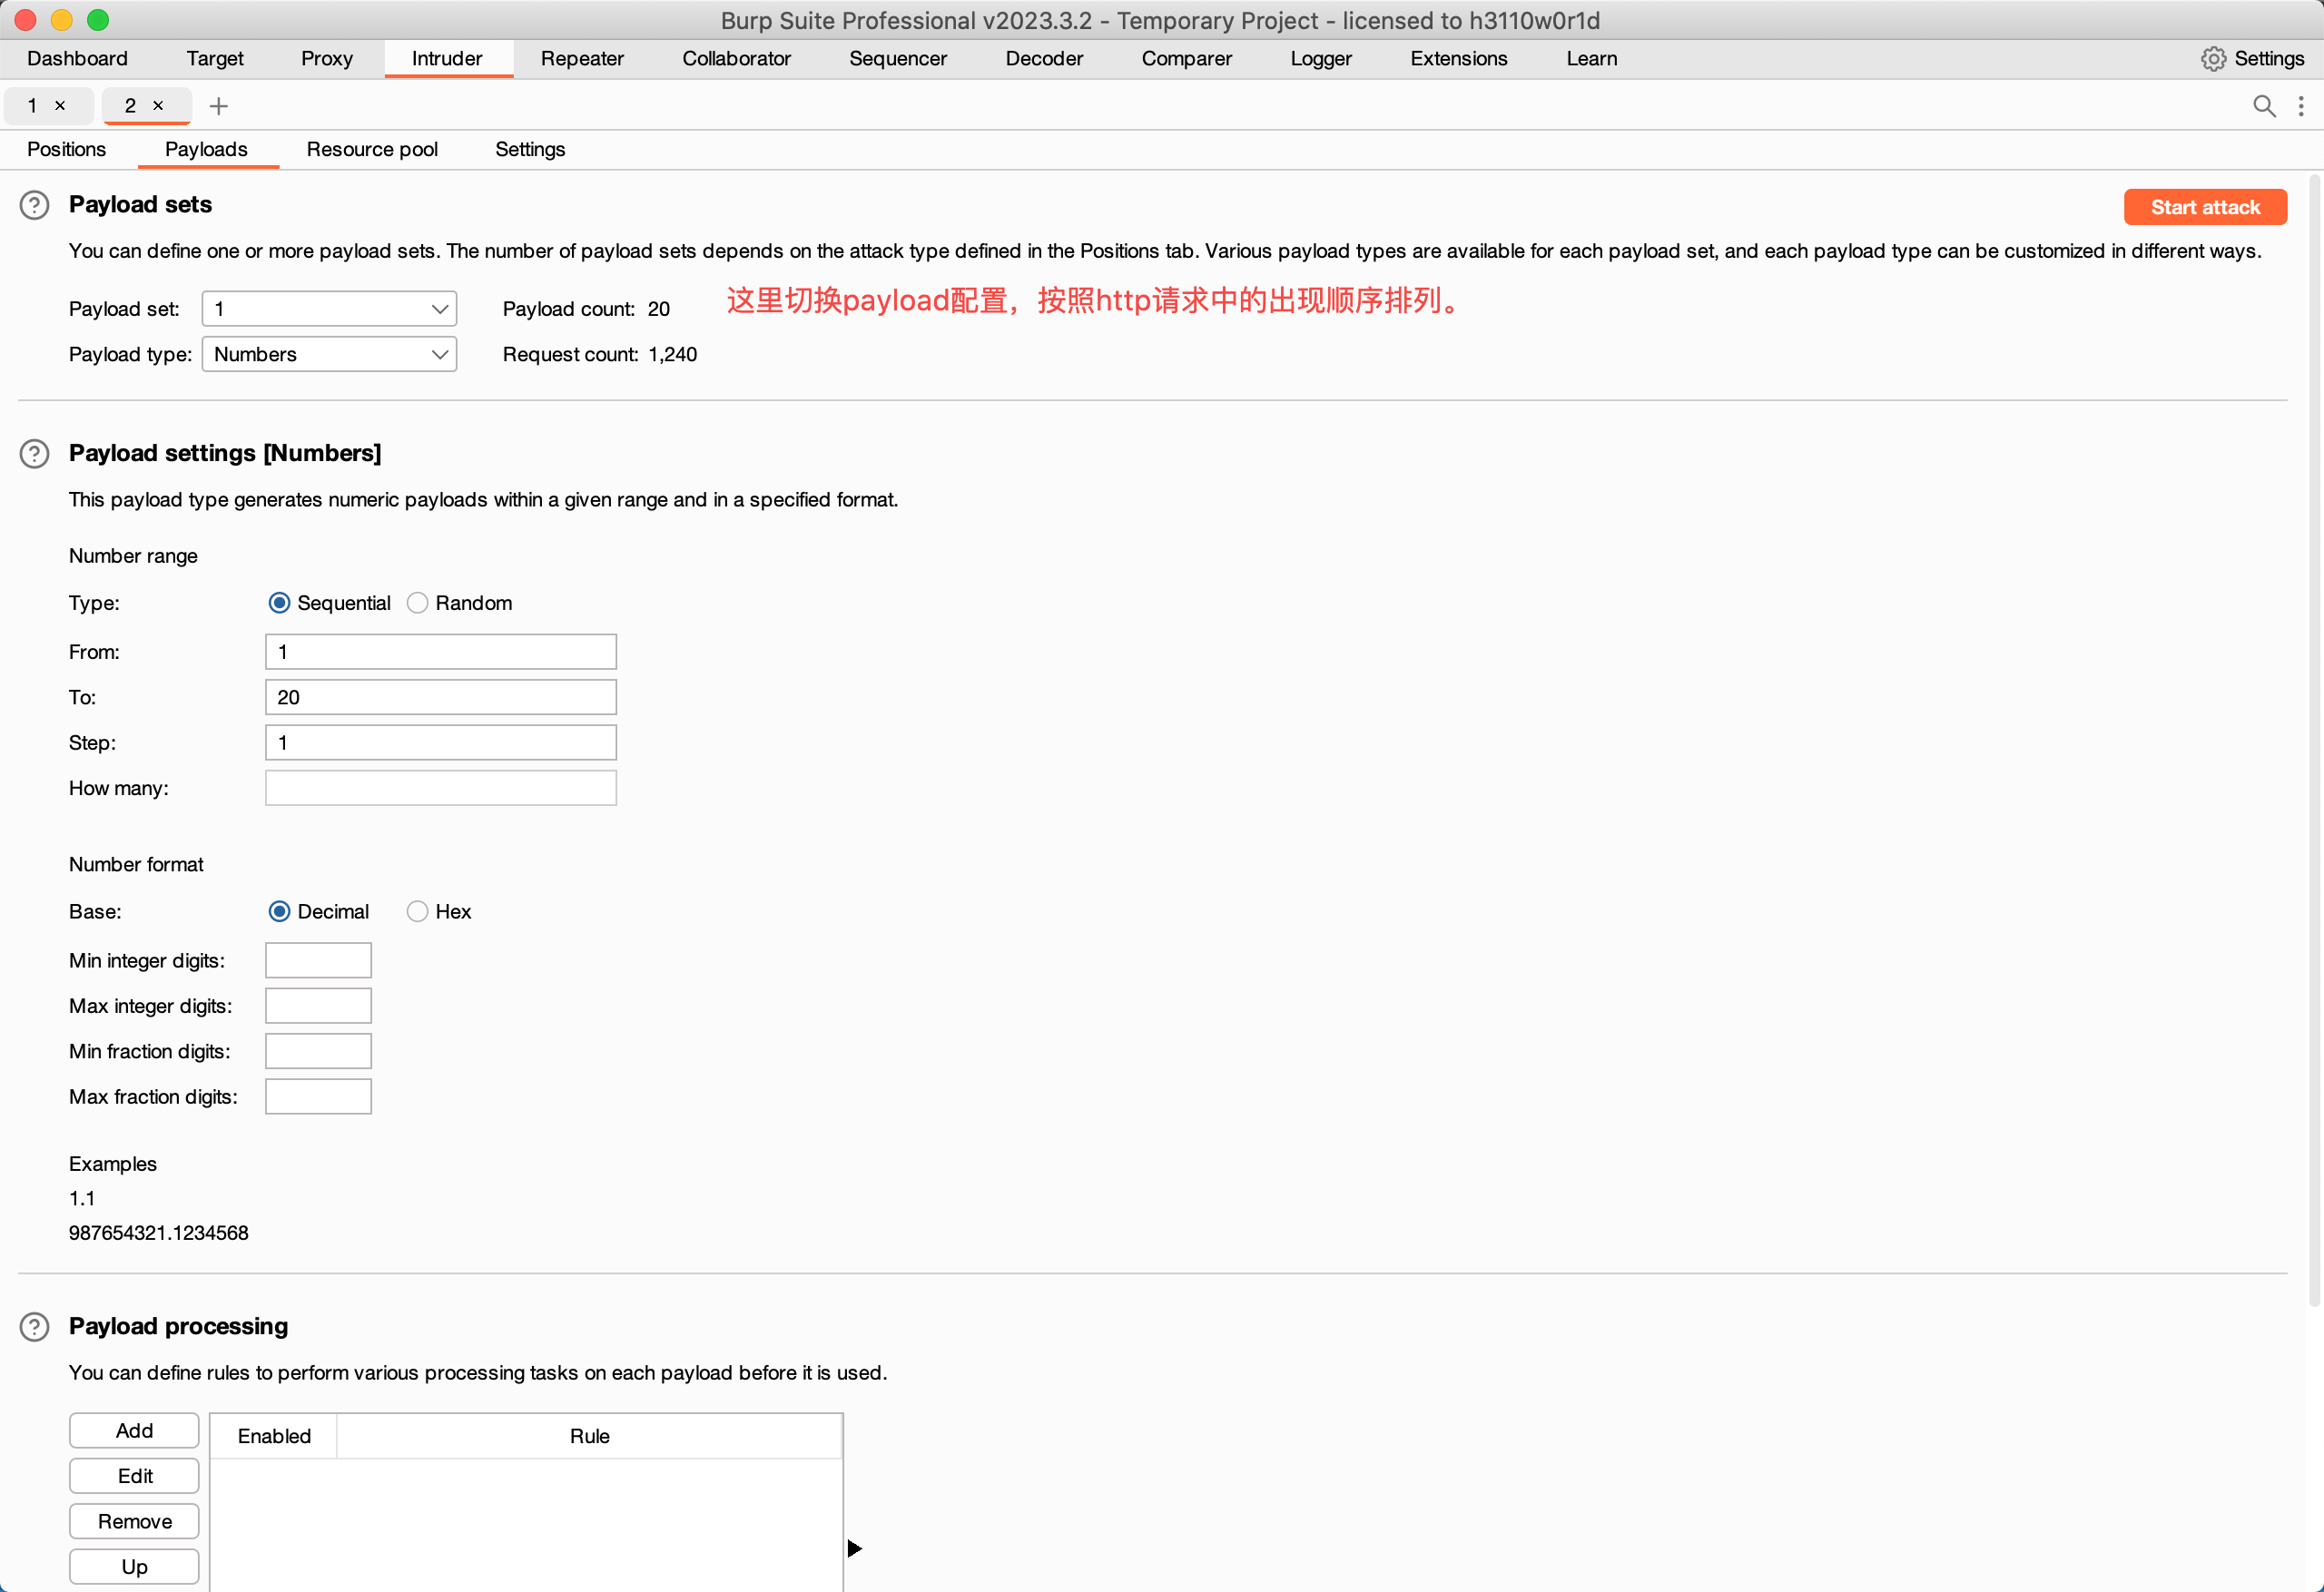 Burp Suite Professional v2023.3.2 - Temporary Project - licensed to h3110w0r1d
Dashboard Target Proxy Intruder Repeater Collaborator Sequencer Decoder Comparer Logger Extensions Learn Settings
1 × 2 × +
Positions Payloads Resource pool Settings
? Payload sets Start attack
You can define one or more payload sets. The number of payload sets depends on the attack type defined in the Positions tab. Various payload types are available for each payload set, and each payload type can be customized in different ways.
Payload set: 1 Payload count: 20 这里切换payload配置，按照http请求中的出现顺序排列。
Payload type: Numbers Request count: 1,240
? Payload settings [Numbers]
This payload type generates numeric payloads within a given range and in a specified format.
Number range
Type: Sequential Random
From: 1
To: 20
Step: 1
How many:
Number format
Base: Decimal Hex
Min integer digits:
Max integer digits:
Min fraction digits:
Max fraction digits:
Examples
1.1
987654321.1234568
? Payload processing
You can define rules to perform various processing tasks on each payload before it is used.
Add Enabled Rule
Edit
Remove
Up